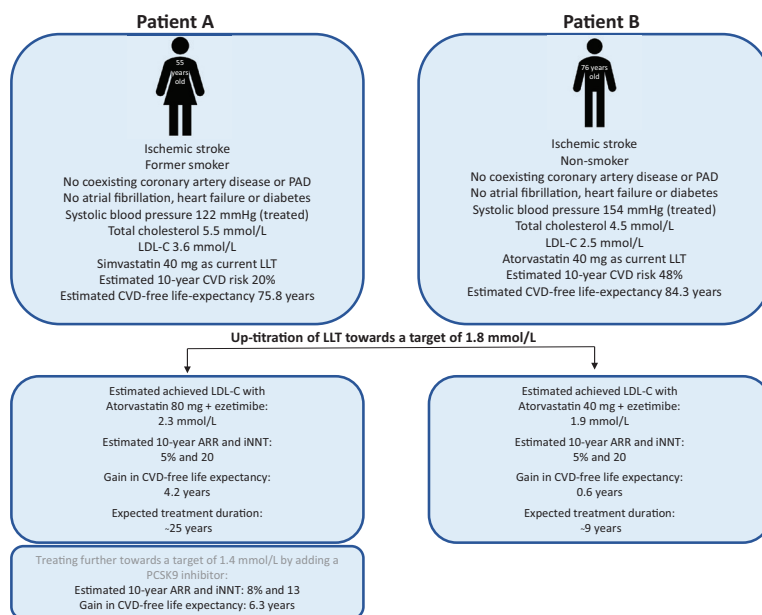 Patient A
55
years
old
Ischemic stroke
Former smoker
No coexisting coronary artery disease or PAD
No atrial fibrillation, heart failure or diabetes
Systolic blood pressure 122 mmHg (treated)
Total cholesterol 5.5 mmol/L
LDL-C 3.6 mmol/L
Simvastatin 40 mg as current LLT
Estimated 10-year CVD risk 20%
Estimated CVD-free life-expectancy 75.8 years
Patient B
76 years
old
Ischemic stroke
Non-smoker
No coexisting coronary artery disease or PAD
No atrial fibrillation, heart failure or diabetes
Systolic blood pressure 154 mmHg (treated)
Total cholesterol 4.5 mmol/L
LDL-C 2.5 mmol/L
Atorvastatin 40 mg as current LLT
Estimated 10-year CVD risk 48%
Estimated CVD-free life-expectancy 84.3 years
Up-titration of LLT towards a target of 1.8 mmol/L
Estimated achieved LDL-C with
Atorvastatin 80 mg + ezetimibe:
2.3 mmol/L
Estimated 10-year ARR and iNNT:
5% and 20
Gain in CVD-free life expectancy:
4.2 years
Expected treatment duration:
~25 years
Estimated achieved LDL-C with
Atorvastatin 40 mg + ezetimibe:
1.9 mmol/L
Estimated 10-year ARR and iNNT:
5% and 20
Gain in CVD-free life expectancy:
0.6 years
Expected treatment duration:
~9 years
Treating further towards a target of 1.4 mmol/L by adding a
PCSK9 inhibitor:
Estimated 10-year ARR and iNNT: 8% and 13
Gain in CVD-free life expectancy: 6.3 years